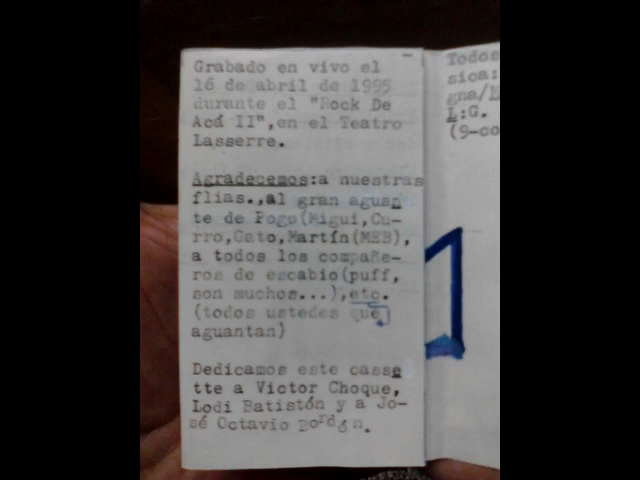 Grabado en vivo el
16 de abril de 1995
durante el "Rock De
Acá II",en el Teatro
Lasserre.
Agradecemos:a nuestras
flias.,al gran aguan
te de Pogo(Migui,Cu-
rro,Cato,Martín(MEB),
a todos los compañe-
ros de escabio(puff,
son muchos...),etc.
(todos ustedes que
aguantan)
Dedicamos este casse
tte a Victor Choque,
Lodi Batistón y a Jo-
sé Octavio Bordón.
Todos
sica:
gna/M
L:G.
(9-co